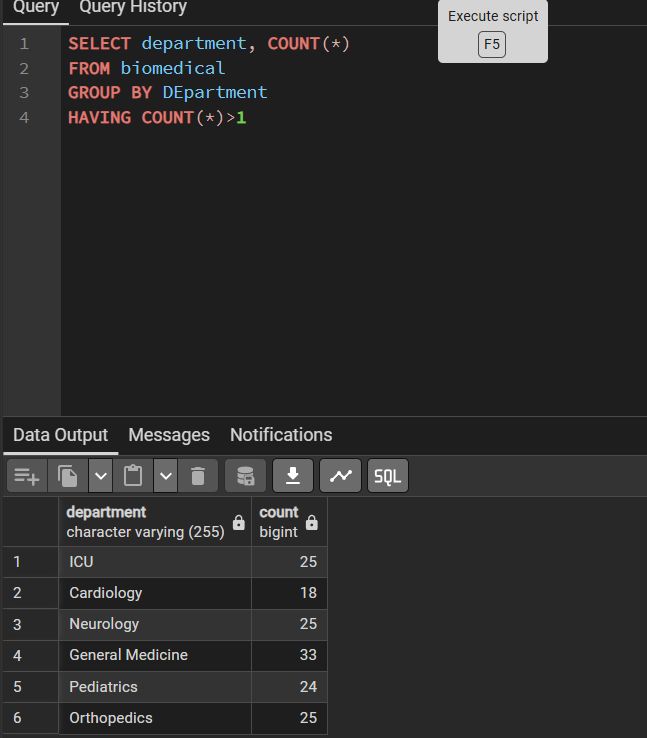 Query Query History
Execute script
F5
1 SELECT department, COUNT(*)
2 FROM biomedical
3 GROUP BY DEpartment
4 HAVING COUNT(*)>1
Data Output Messages Notifications
SQL
department count
character varying (255) bigint
1 ICU 25
2 Cardiology 18
3 Neurology 25
4 General Medicine 33
5 Pediatrics 24
6 Orthopedics 25